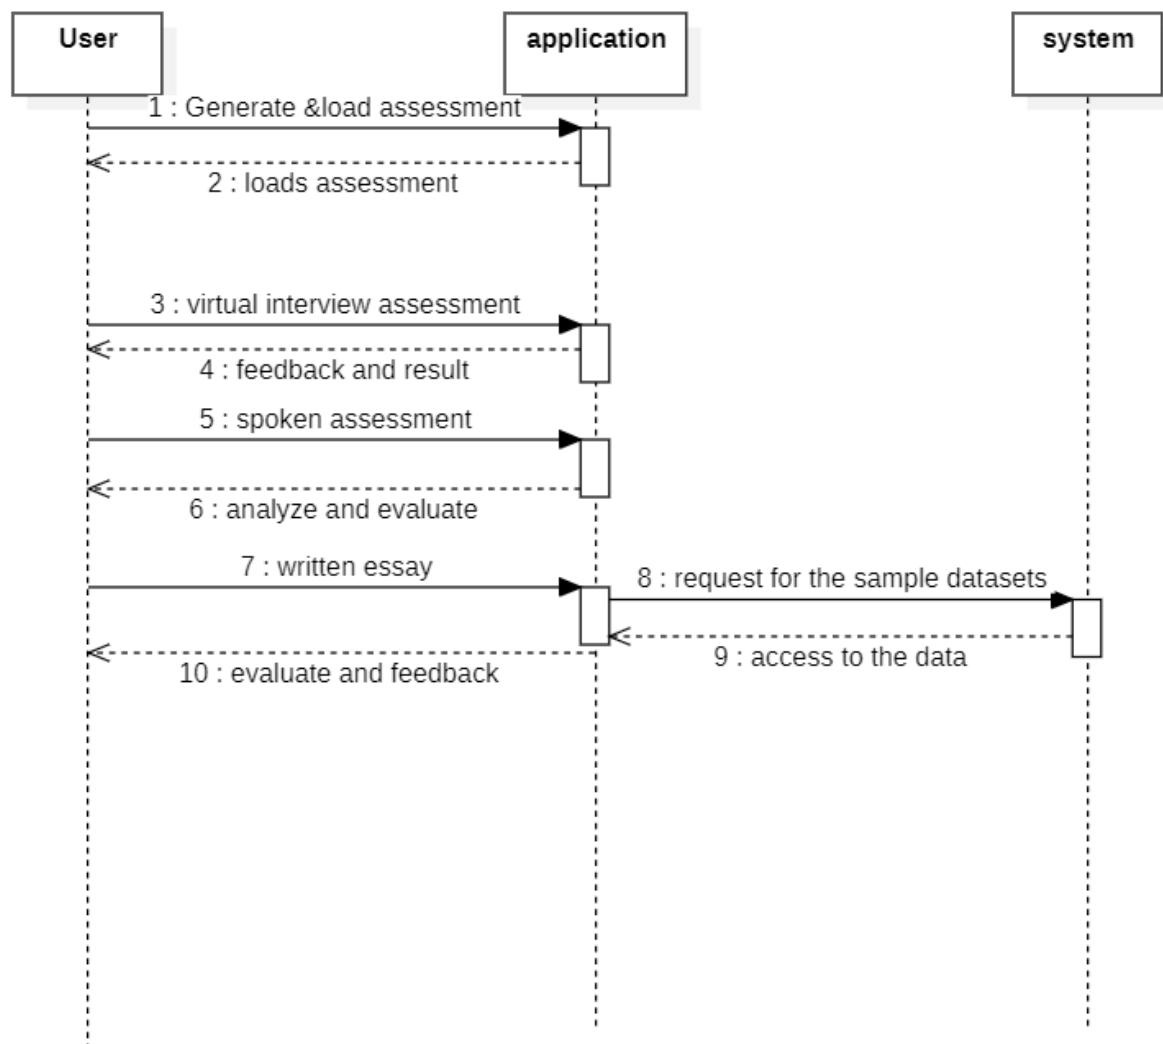 User
application
system
1 : Generate &load assessment
2 : loads assessment
3 : virtual interview assessment
4 : feedback and result
5 : spoken assessment
6 : analyze and evaluate
7 : written essay
8 : request for the sample datasets
9 : access to the data
10 : evaluate and feedback